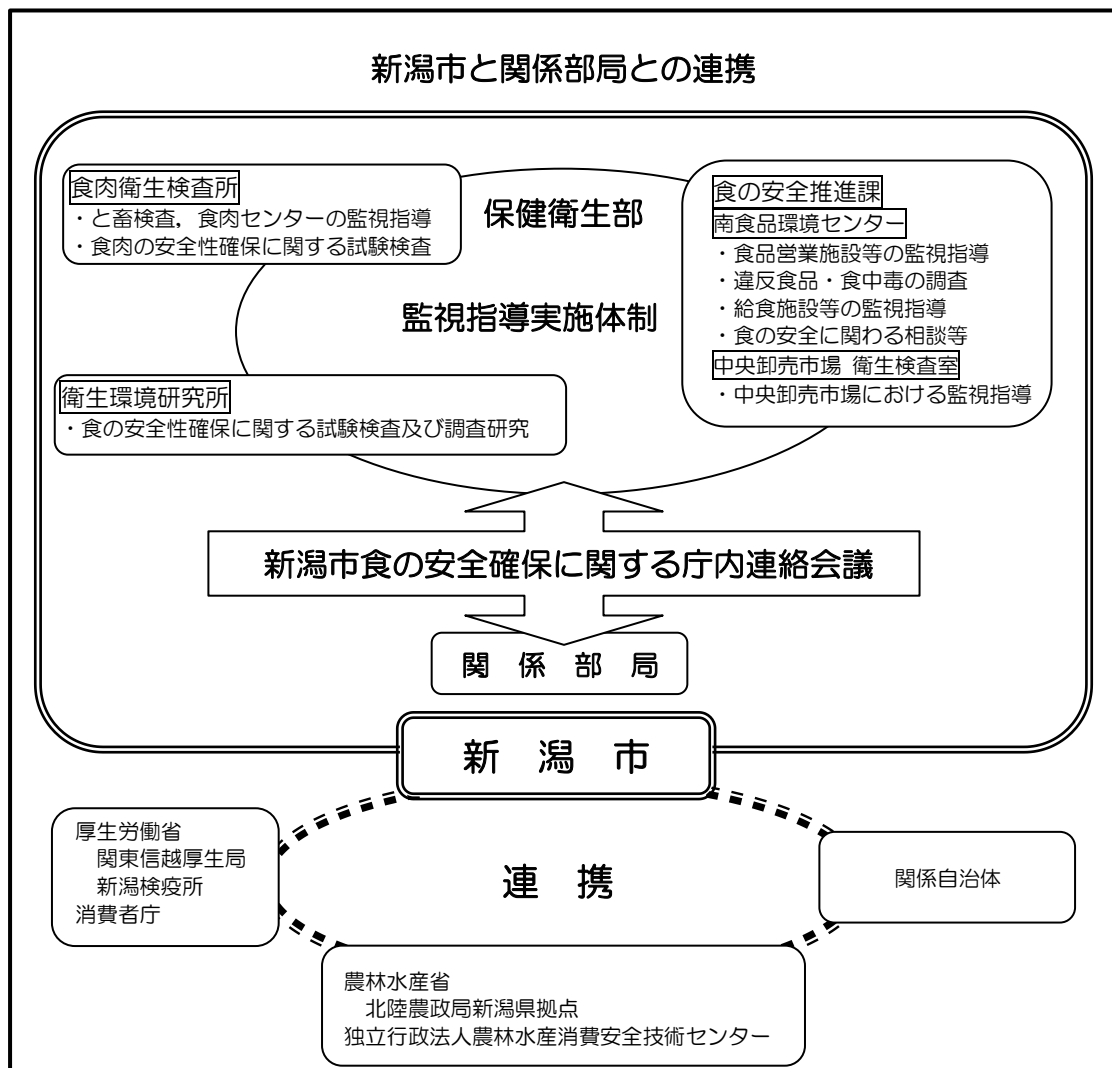 新潟市と関係部局との連携
食肉衛生検査所
・と畜検査，食肉センターの監視指導
・食肉の安全性確保に関する試験検査
保健衛生部
監視指導実施体制
食の安全推進課
南食品環境センター
・食品営業施設等の監視指導
・違反食品・食中毒の調査
・給食施設等の監視指導
・食の安全に関わる相談等
中央卸売市場 衛生検査室
・中央卸売市場における監視指導
衛生環境研究所
・食の安全性確保に関する試験検査及び調査研究
新潟市食の安全確保に関する庁内連絡会議
関 係 部 局
新 潟 市
厚生労働省
関東信越厚生局
新潟検疫所
消費者庁
連 携
関係自治体
農林水産省
北陸農政局新潟県拠点
独立行政法人農林水産消費安全技術センター